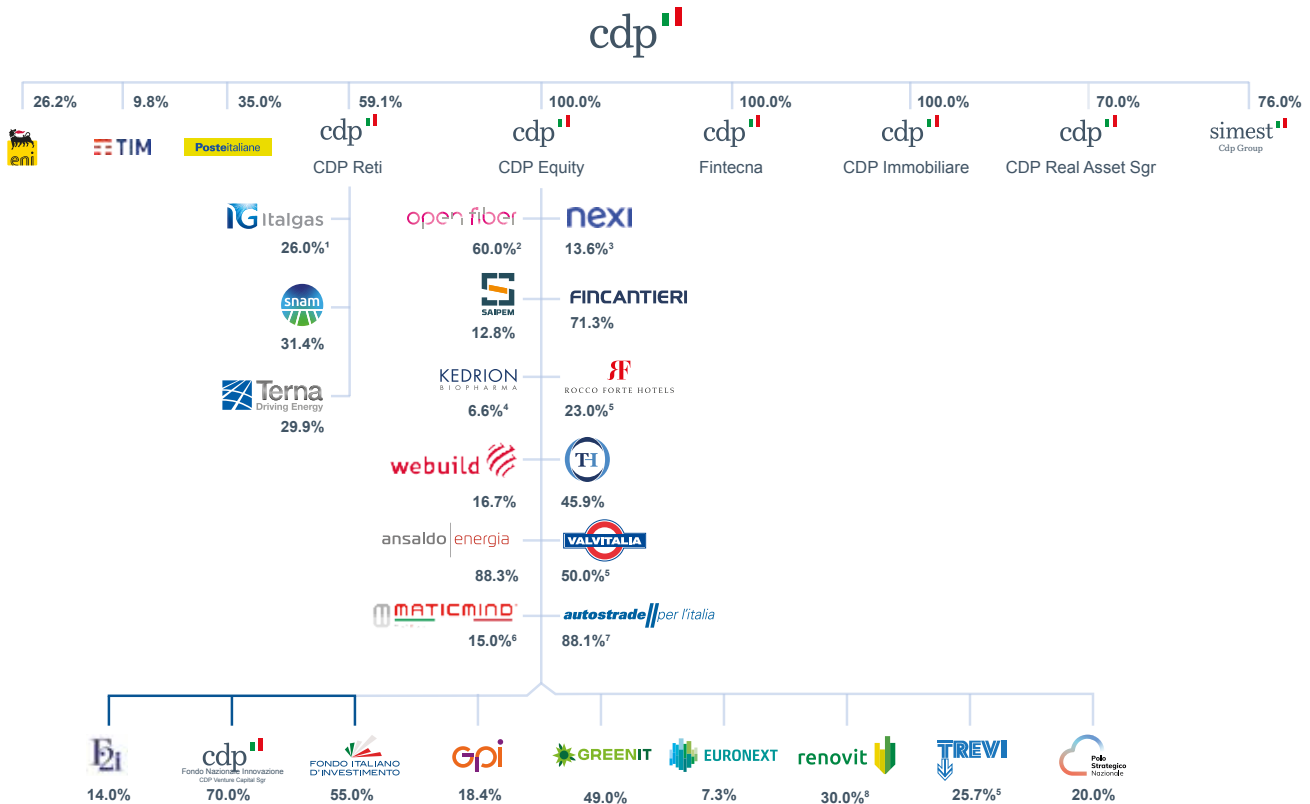 cdp
26.2%
9.8%
35.0%
59.1%
100.0%
100.0%
100.0%
70.0%
76.0%
eni
TIM
Posteitaliane
cdp
CDP Reti
cdp
CDP Equity
cdp
Fintecna
cdp
CDP Immobiliare
cdp
CDP Real Asset Sgr
simest
Cdp Group
IG Italgas
26.0%¹
snam
31.4%
Terna
Driving Energy
29.9%
open fiber
60.0%²
nexi
13.6%³
SAIPEM
12.8%
FINCANTIERI
71.3%
KEDRION
BIOPHARMA
6.6%⁴
RF
ROCCO FORTE HOTELS
23.0%⁵
webuild
16.7%
TH
45.9%
ansaldo energia
88.3%
VALVITALIA
50.0%⁵
MATICMIND
15.0%⁶
autostrade per l'italia
88.1%⁷
F2i
14.0%
cdp
Fondo Nazionale Innovazione
CDP Venture Capital Sgr
70.0%
FONDO ITALIANO
D'INVESTIMENTO
55.0%
GPI
18.4%
GREENIT
49.0%
EURONEXT
7.3%
renovit
30.0%⁸
TREVI
25.7%⁵
Polo
Strategico
Nazionale
20.0%